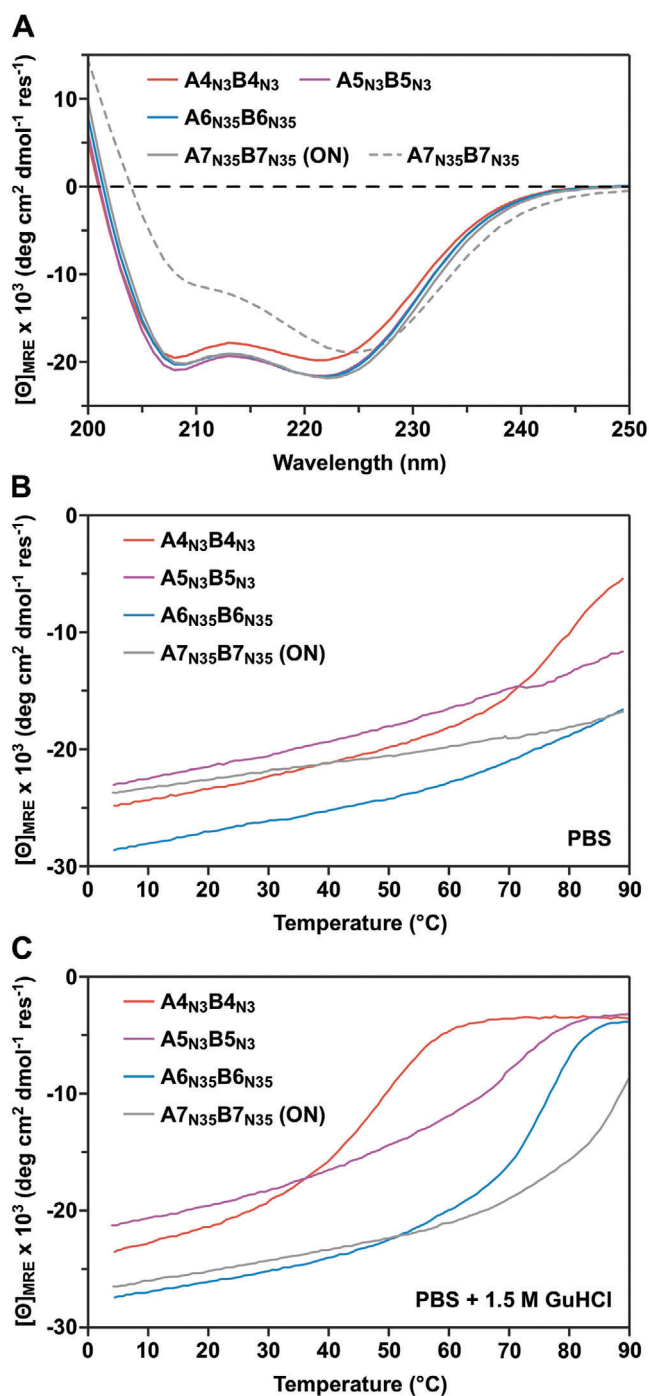 A
A4N3B4N3 A5N3B5N3
A6N35B6N35
A7N35B7N35 (ON) A7N35B7N35
10
0
-10
-20
[Θ]MRE x 10³ (deg cm² dmol⁻¹ res⁻¹)
200 210 220 230 240 250
Wavelength (nm)
B
0
-10
-20
-30
[Θ]MRE x 10³ (deg cm² dmol⁻¹ res⁻¹)
A4N3B4N3
A5N3B5N3
A6N35B6N35
A7N35B7N35 (ON)
PBS
0 10 20 30 40 50 60 70 80 90
Temperature (°C)
C
0
-10
-20
-30
[Θ]MRE x 10³ (deg cm² dmol⁻¹ res⁻¹)
A4N3B4N3
A5N3B5N3
A6N35B6N35
A7N35B7N35 (ON)
PBS + 1.5 M GuHCl
0 10 20 30 40 50 60 70 80 90
Temperature (°C)